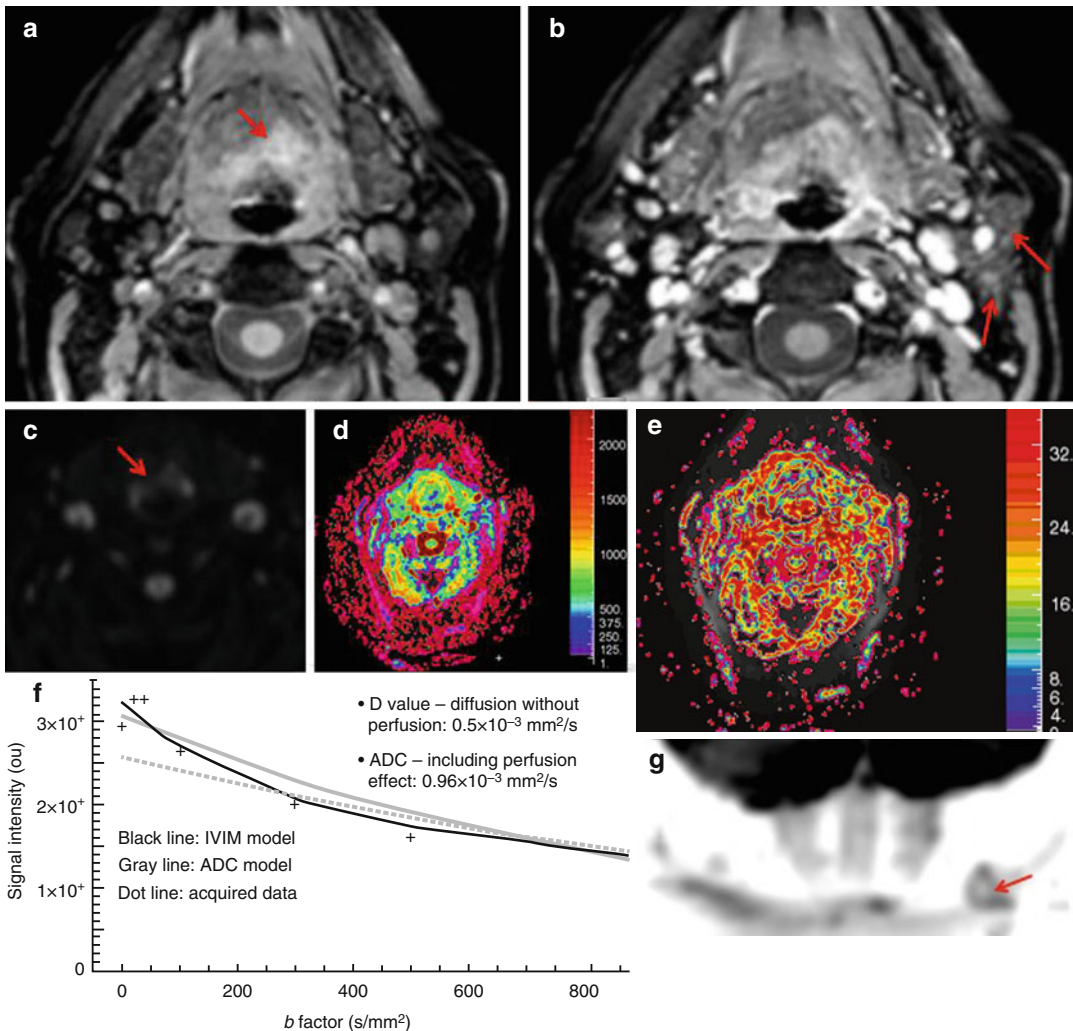 a
b
c
d
2000
1500
1000
500.
375.
250.
125.
1.
e
32.
24.
16.
8.
6.
4.
f
Signal intensity (ou)
3×10⁺
2×10⁺
1×10⁺
0
0
200
400
600
800
b factor (s/mm²)
• D value – diffusion without
perfusion: 0.5×10⁻³ mm²/s
• ADC – including perfusion
effect: 0.96×10⁻³ mm²/s
Black line: IVIM model
Gray line: ADC model
Dot line: acquired data
g